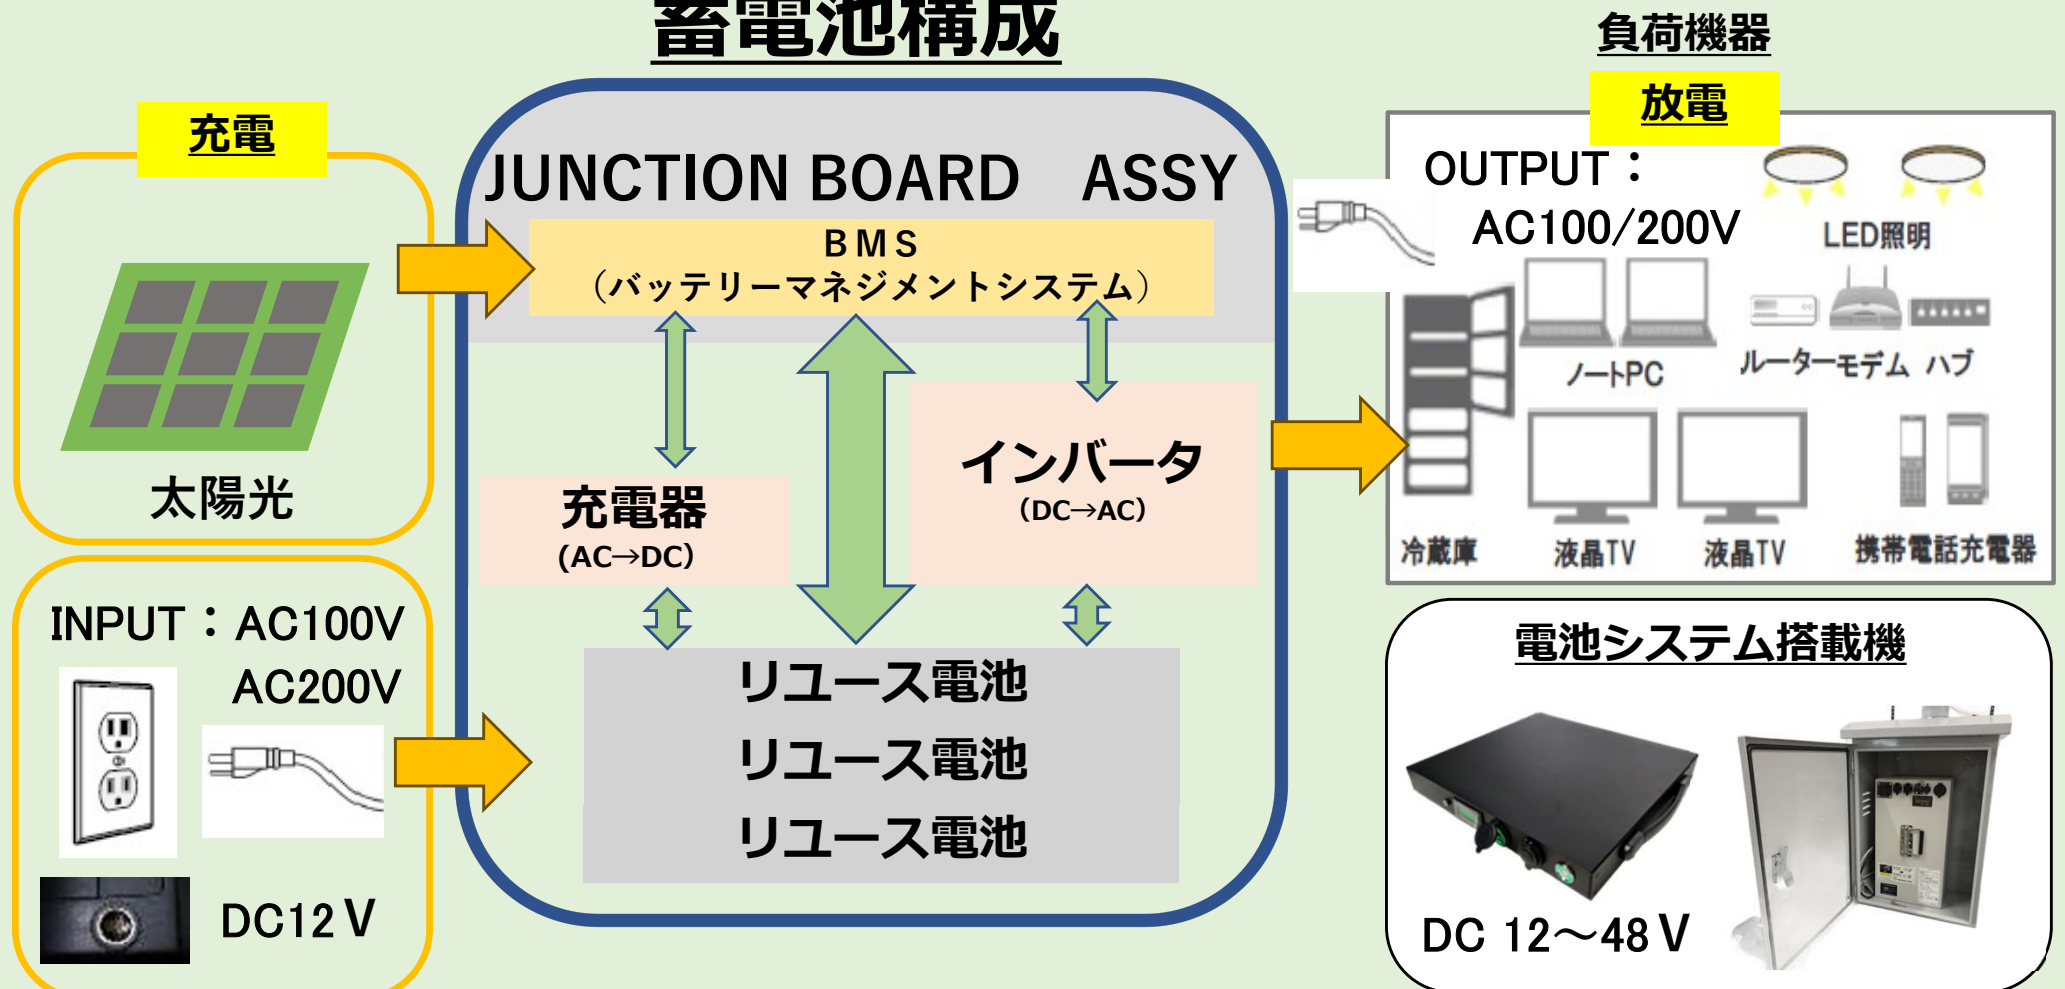 蓄電池構成
充電
太陽光
INPUT：AC100V
AC200V
DC12V
JUNCTION BOARD　ASSY
BMS
（バッテリーマネジメントシステム）
充電器
(AC→DC)
インバータ
(DC→AC)
リユース電池
リユース電池
リユース電池
負荷機器
放電
OUTPUT：
AC100/200V
LED照明
ノートPC
ルーターモデム ハブ
冷蔵庫
液晶TV
液晶TV
携帯電話充電器
電池システム搭載機
DC 12～48V